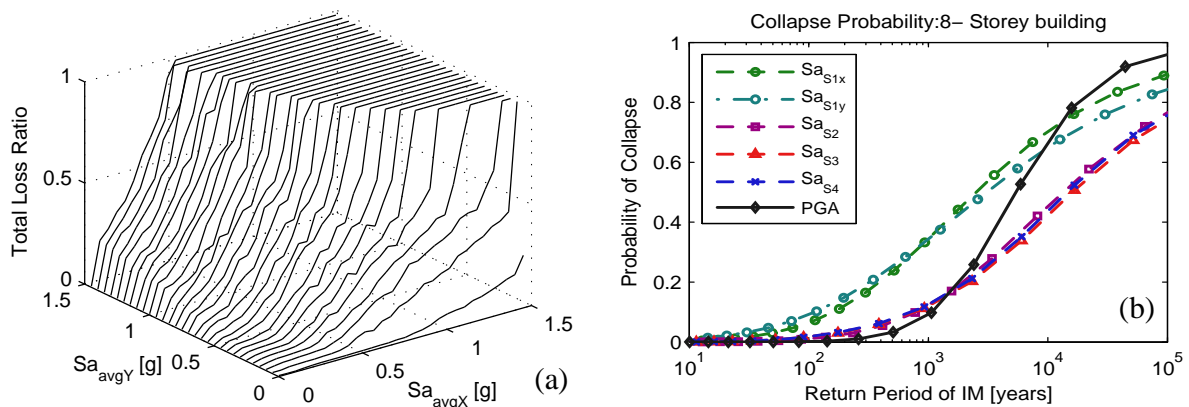 1
0.5
0
1.5
1
0.5
0
0
0.5
1
1.5
Total Loss Ratio
Sa_avgY [g]
Sa_avgX [g]
(a)
Collapse Probability:8− Storey building
1
0.8
0.6
0.4
0.2
0
Probability of Collapse
Sa_S1x
Sa_S1y
Sa_S2
Sa_S3
Sa_S4
PGA
(b)
10^1
10^2
10^3
10^4
10^5
Return Period of IM [years]